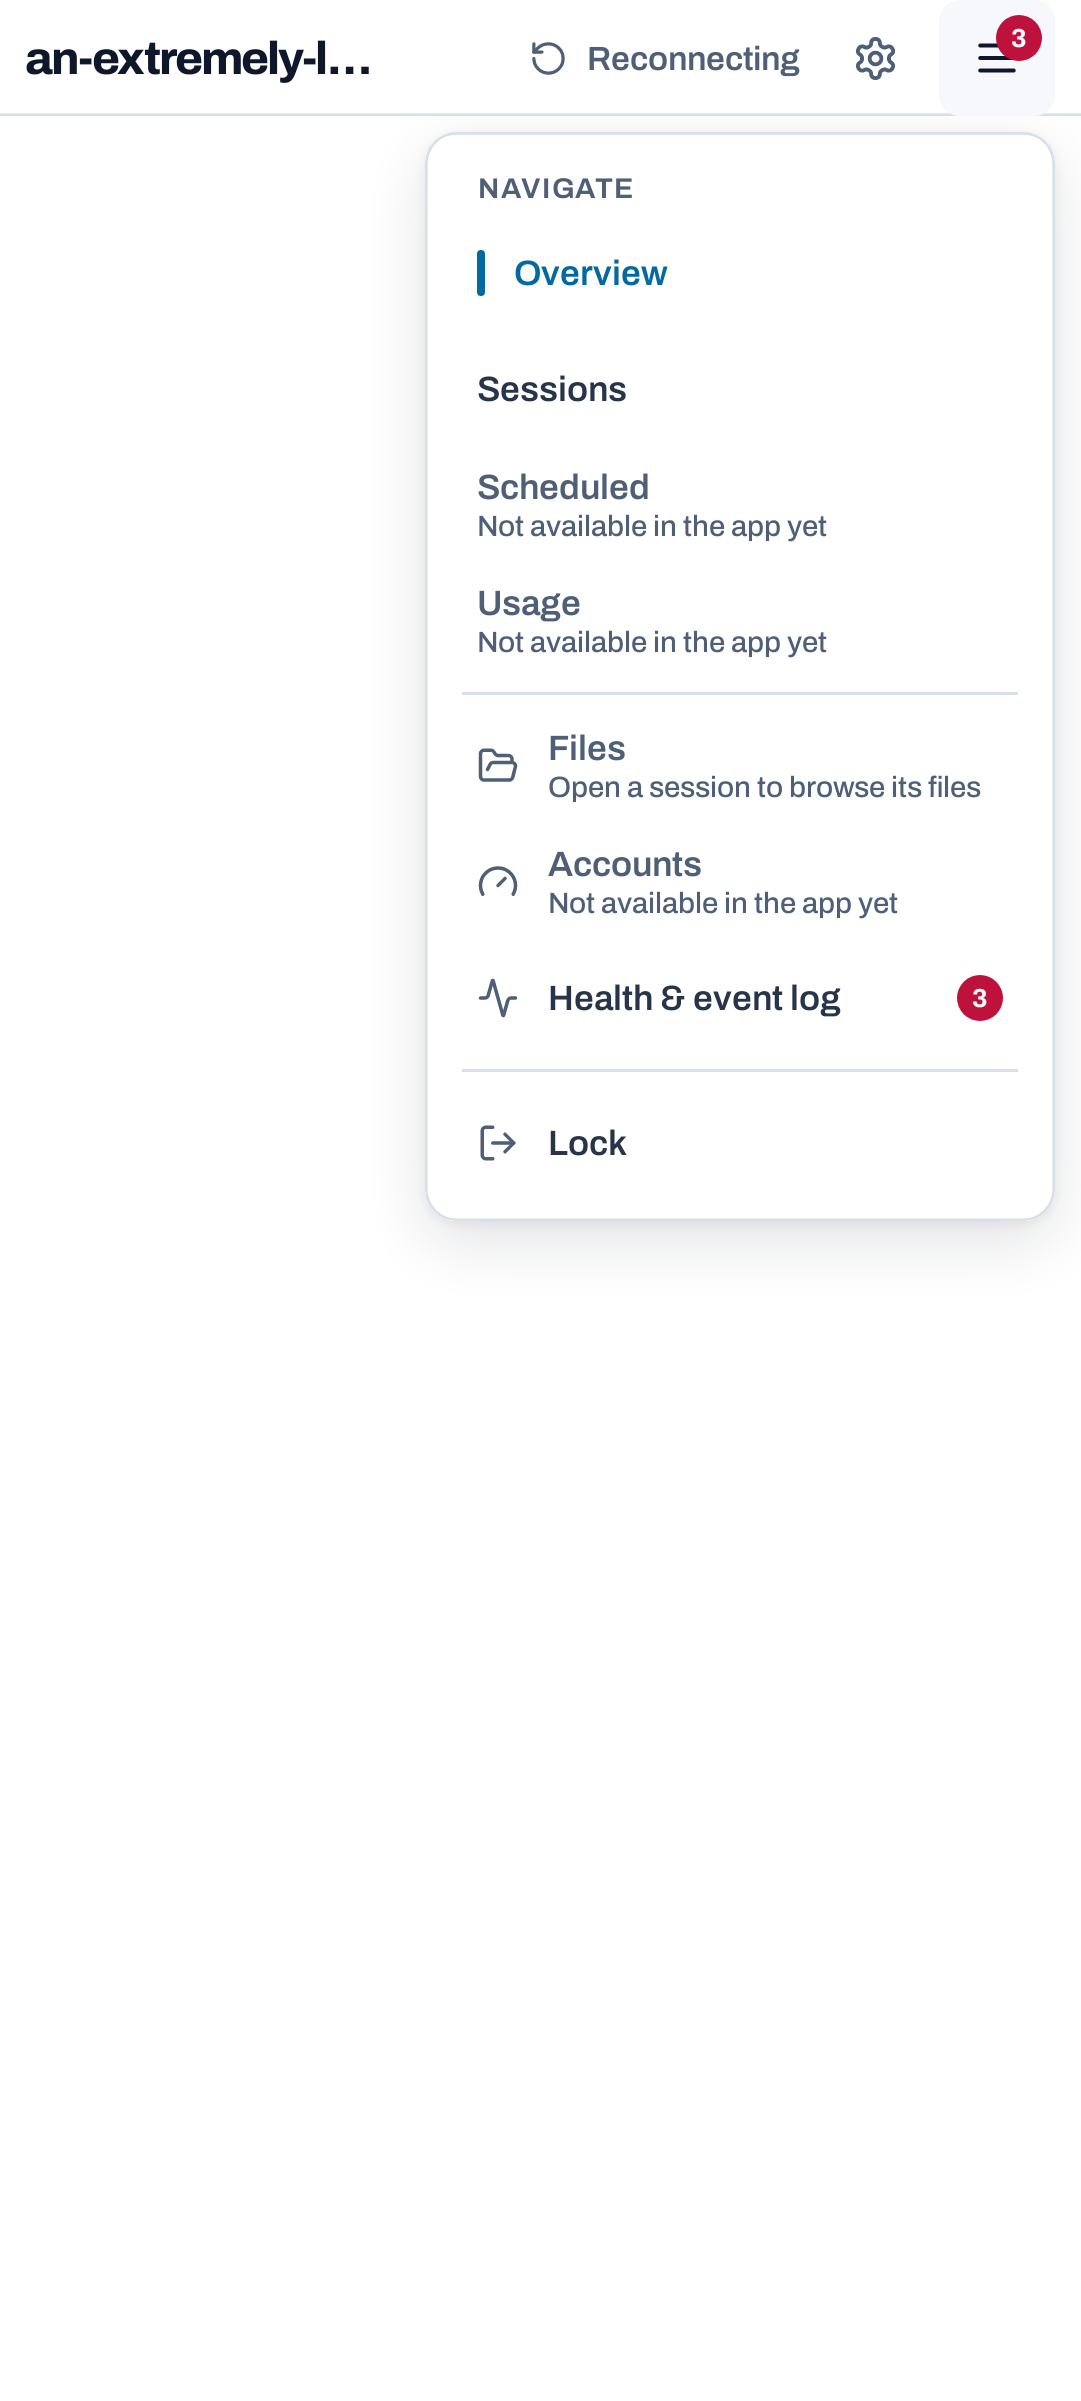 an-extremely-l...
Reconnecting
3
NAVIGATE
Overview
Sessions
Scheduled
Not available in the app yet
Usage
Not available in the app yet
Files
Open a session to browse its files
Accounts
Not available in the app yet
Health & event log
3
Lock